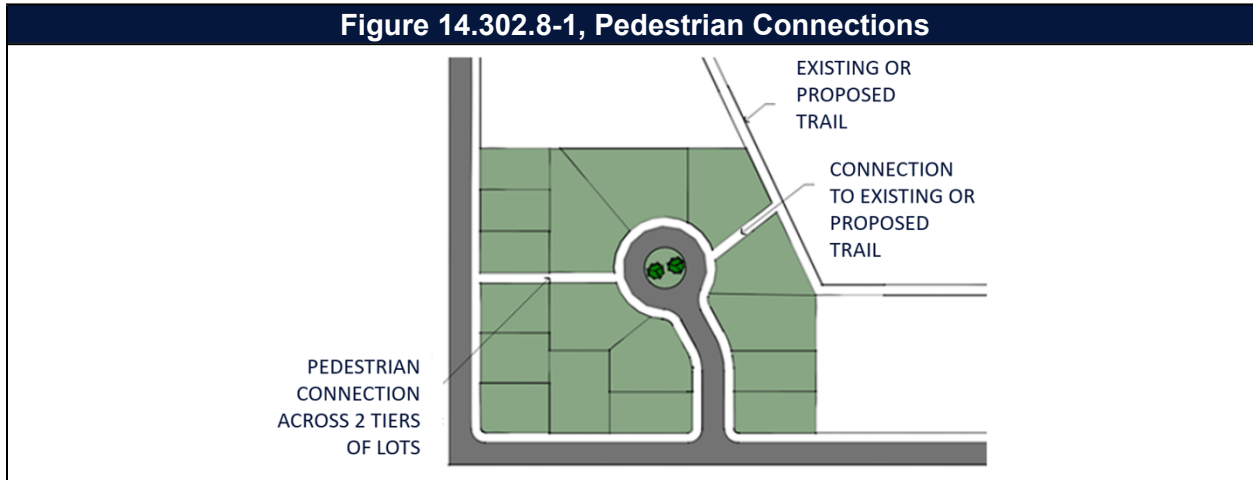 Figure 14.302.8-1, Pedestrian Connections
EXISTING OR
PROPOSED
TRAIL
CONNECTION
TO EXISTING OR
PROPOSED
TRAIL
PEDESTRIAN
CONNECTION
ACROSS 2 TIERS
OF LOTS